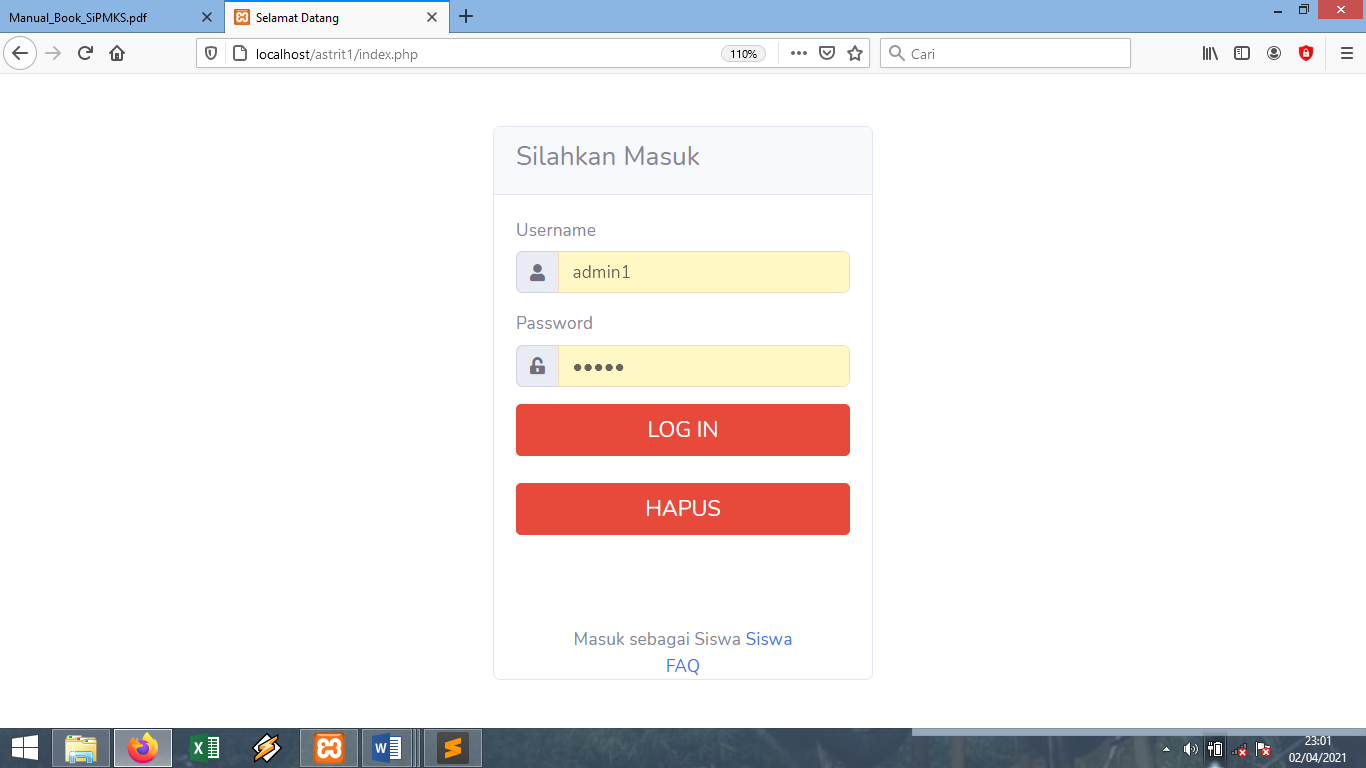 Manual_Book_SiPMKS.pdf
Selamat Datang
localhost/astrit1/index.php
110%
Cari
Silahkan Masuk
Username
admin1
Password
LOG IN
HAPUS
Masuk sebagai Siswa Siswa
FAQ
23:01
02/04/2021